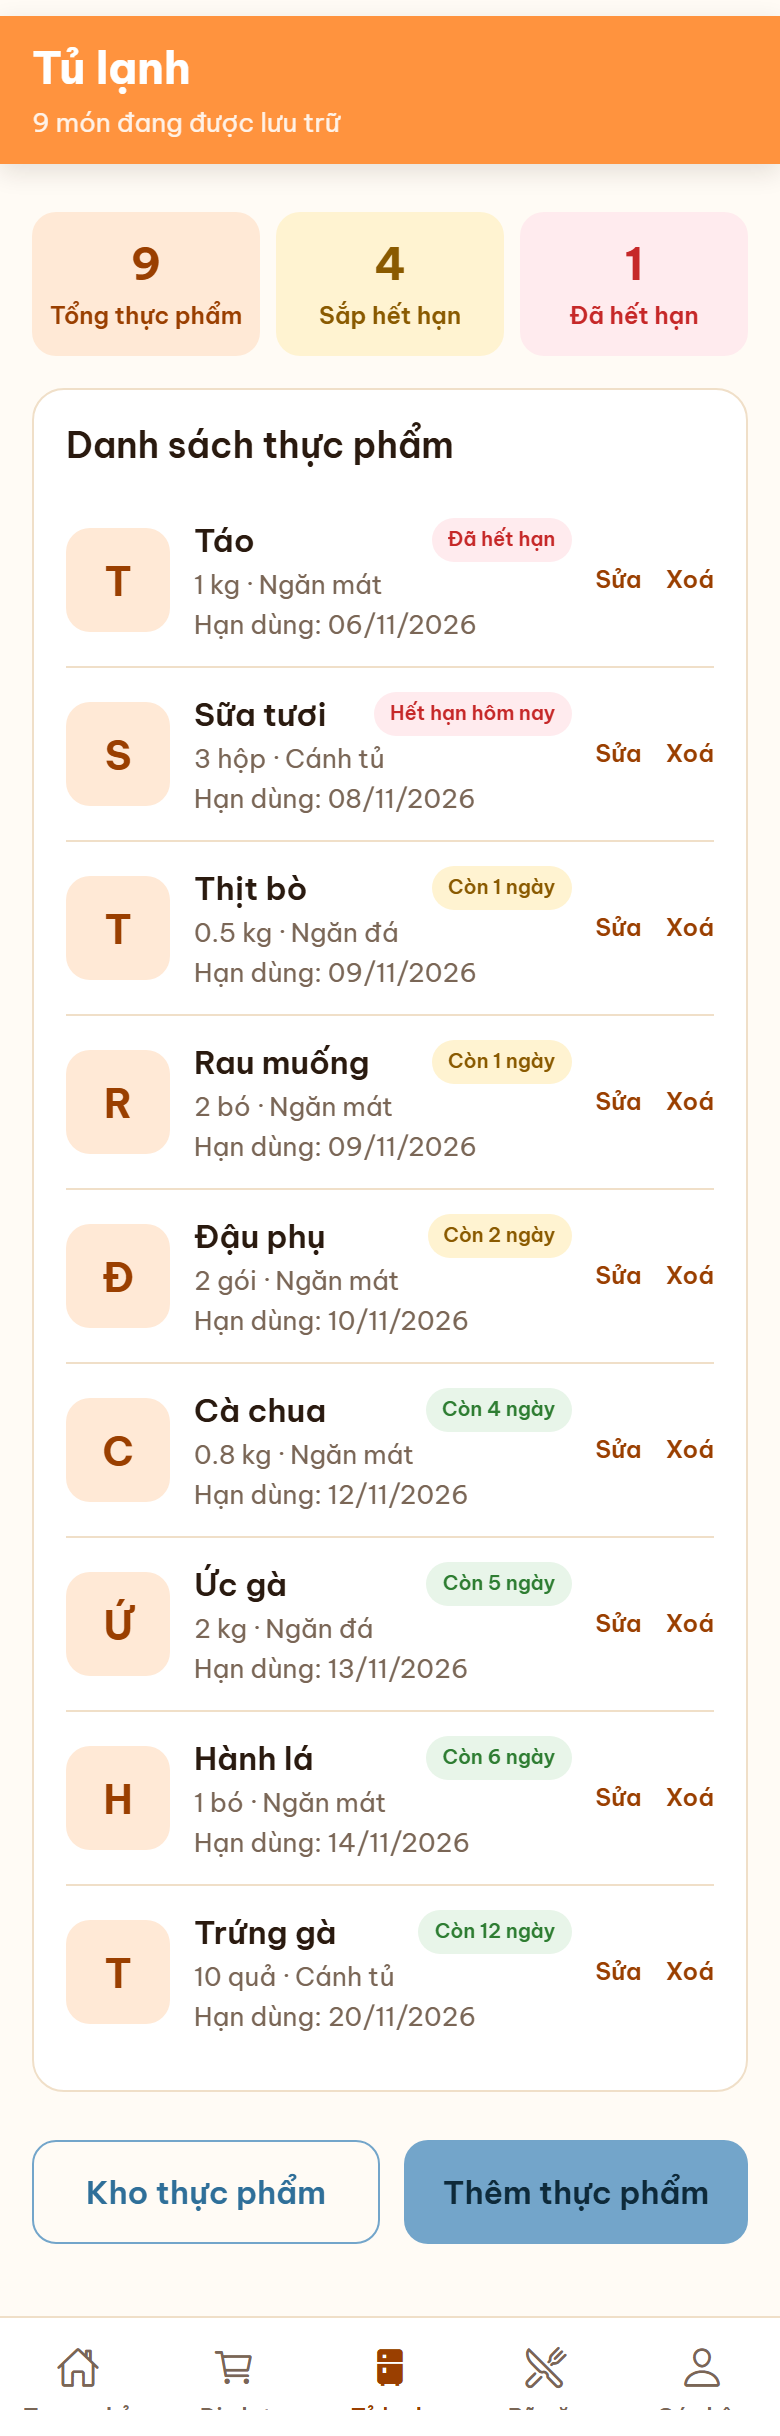 Tủ lạnh
9 món đang được lưu trữ
9
Tổng thực phẩm
4
Sắp hết hạn
1
Đã hết hạn
Danh sách thực phẩm
T
Táo
Đã hết hạn
1 kg · Ngăn mát
Hạn dùng: 06/11/2026
Sửa Xoá
S
Sữa tươi
Hết hạn hôm nay
3 hộp · Cánh tủ
Hạn dùng: 08/11/2026
Sửa Xoá
T
Thịt bò
Còn 1 ngày
0.5 kg · Ngăn đá
Hạn dùng: 09/11/2026
Sửa Xoá
R
Rau muống
Còn 1 ngày
2 bó · Ngăn mát
Hạn dùng: 09/11/2026
Sửa Xoá
Đ
Đậu phụ
Còn 2 ngày
2 gói · Ngăn mát
Hạn dùng: 10/11/2026
Sửa Xoá
C
Cà chua
Còn 4 ngày
0.8 kg · Ngăn mát
Hạn dùng: 12/11/2026
Sửa Xoá
Ứ
Ức gà
Còn 5 ngày
2 kg · Ngăn đá
Hạn dùng: 13/11/2026
Sửa Xoá
H
Hành lá
Còn 6 ngày
1 bó · Ngăn mát
Hạn dùng: 14/11/2026
Sửa Xoá
T
Trứng gà
Còn 12 ngày
10 quả · Cánh tủ
Hạn dùng: 20/11/2026
Sửa Xoá
Kho thực phẩm
Thêm thực phẩm